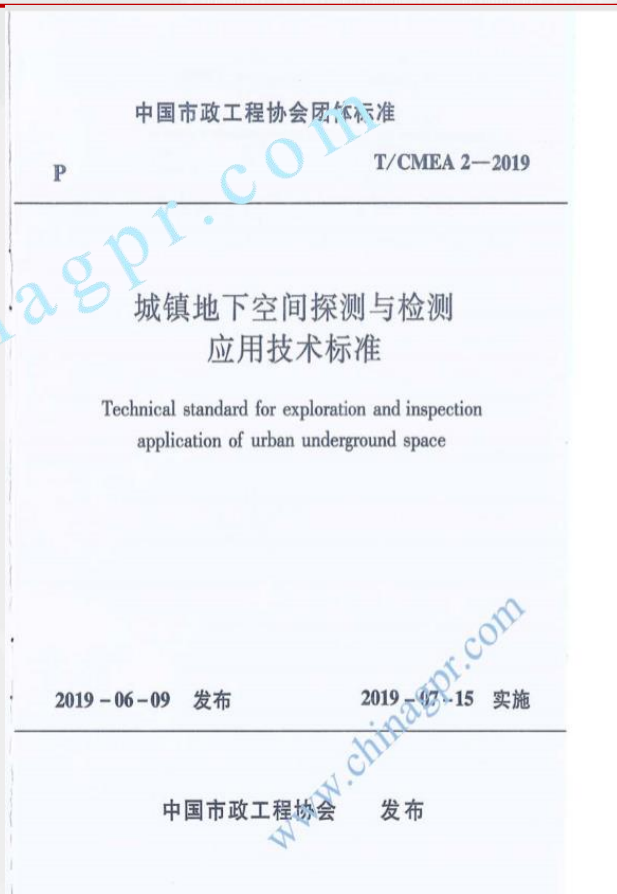 中国市政工程协会团体标准
P
T/CMEA 2—2019
城镇地下空间探测与检测
应用技术标准
Technical standard for exploration and inspection
application of urban underground space
2019-06-09 发布
2019-07-15 实施
中国市政工程协会 发布
agpr.com
www.chinagpr.com